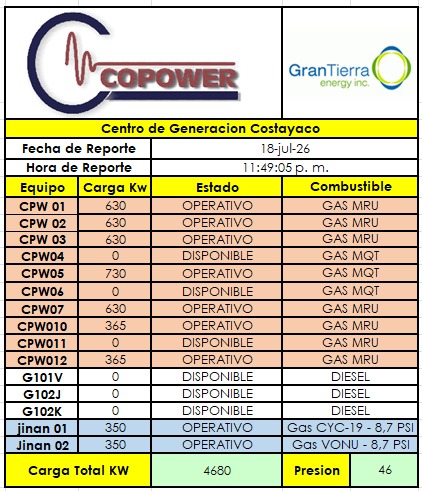 COPOWER
GranTierra
energy inc.
Centro de Generacion Costayaco
Fecha de Reporte 18-jul-26
Hora de Reporte 11:49:05 p. m.
Equipo Carga Kw Estado Combustible
CPW 01 630 OPERATIVO GAS MRU
CPW 02 630 OPERATIVO GAS MRU
CPW 03 630 OPERATIVO GAS MRU
CPW04 0 DISPONIBLE GAS MQT
CPW05 730 OPERATIVO GAS MQT
CPW06 0 DISPONIBLE GAS MQT
CPW07 630 OPERATIVO GAS MRU
CPW010 365 OPERATIVO GAS MRU
CPW011 0 DISPONIBLE GAS MRU
CPW012 365 OPERATIVO GAS MRU
G101V 0 DISPONIBLE DIESEL
G102J 0 DISPONIBLE DIESEL
G102K 0 DISPONIBLE DIESEL
jinan 01 350 OPERATIVO Gas CYC-19 - 8,7 PSI
Jinan 02 350 OPERATIVO Gas VONU - 8,7 PSI
Carga Total KW 4680 Presion 46